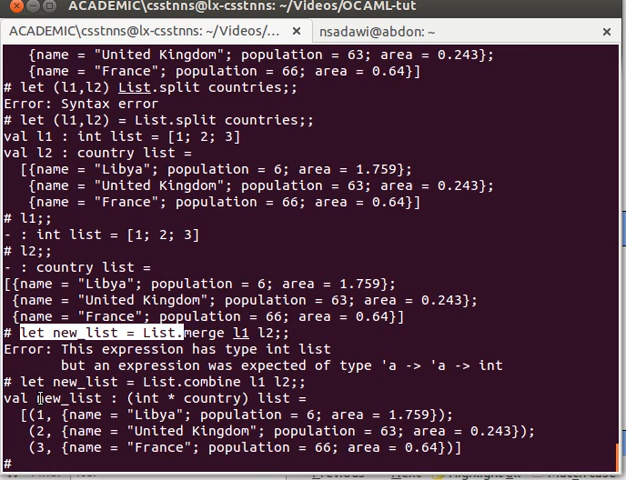 ACADEMIC\csstnns@lx-csstnns: ~/Videos/OCAML-tut
ACADEMIC\csstnns@lx-csstnns: ~/Videos/... × nsadawi@abdon: ~ ×
{name = "United Kingdom"; population = 63; area = 0.243};
{name = "France"; population = 66; area = 0.64}]
# let (l1,l2) List.split countries;;
Error: Syntax error
# let (l1,l2) = List.split countries;;
val l1 : int list = [1; 2; 3]
val l2 : country list =
[{name = "Libya"; population = 6; area = 1.759};
{name = "United Kingdom"; population = 63; area = 0.243};
{name = "France"; population = 66; area = 0.64}]
# l1;;
- : int list = [1; 2; 3]
# l2;;
- : country list =
[{name = "Libya"; population = 6; area = 1.759};
{name = "United Kingdom"; population = 63; area = 0.243};
{name = "France"; population = 66; area = 0.64}]
# let new_list = List.merge l1 l2;;
Error: This expression has type int list
but an expression was expected of type 'a -> 'a -> int
# let new_list = List.combine l1 l2;;
val new_list : (int * country) list =
[(1, {name = "Libya"; population = 6; area = 1.759});
(2, {name = "United Kingdom"; population = 63; area = 0.243});
(3, {name = "France"; population = 66; area = 0.64})]
#